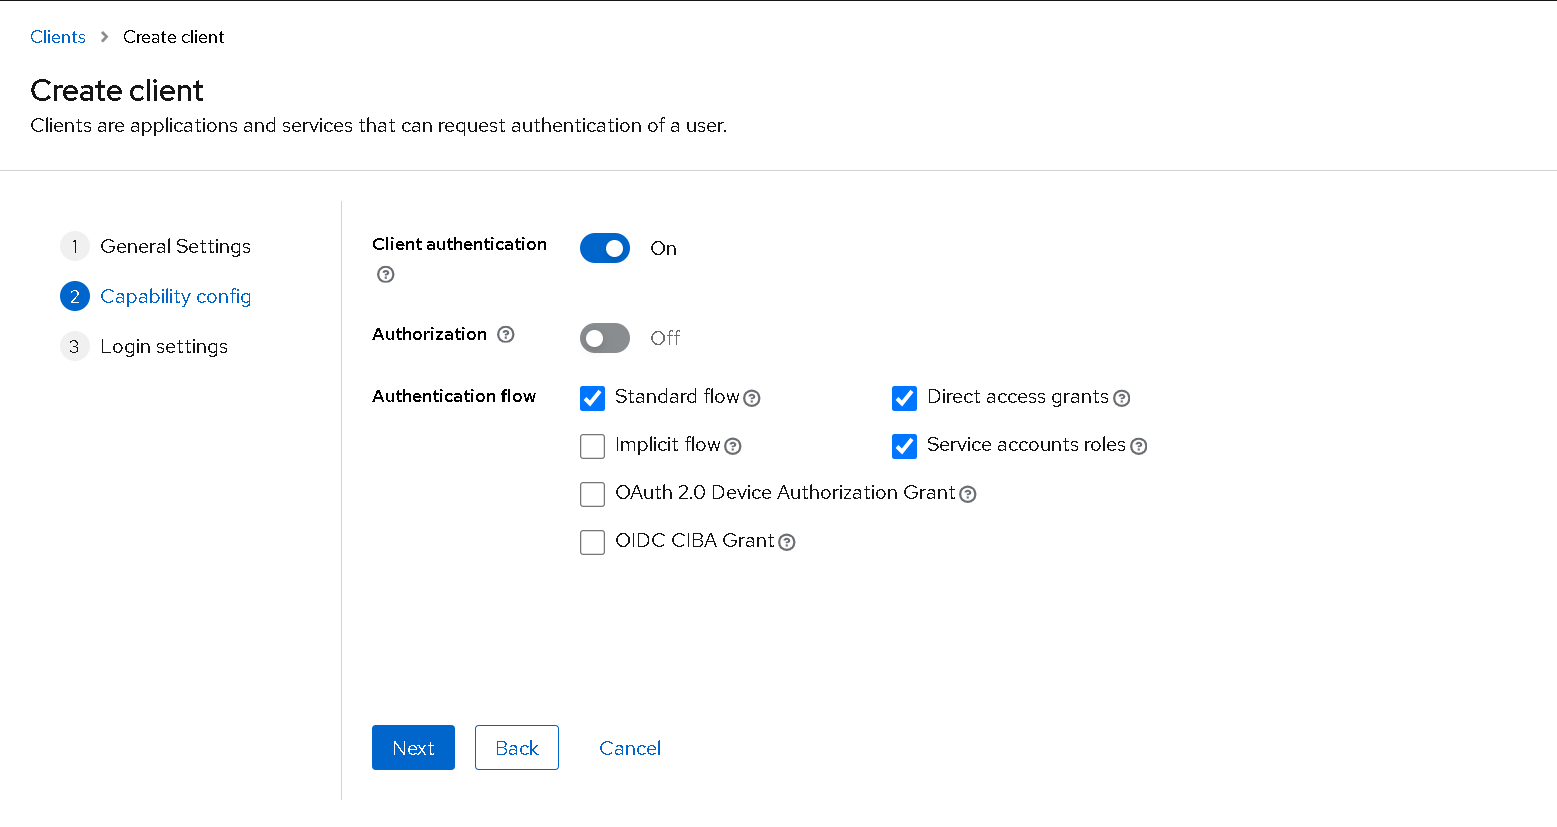 Clients > Create client
Create client
Clients are applications and services that can request authentication of a user.
1 General Settings
2 Capability config
3 Login settings
Client authentication ? On
Authorization ? Off
Authentication flow
Standard flow ? Direct access grants ?
Implicit flow ? Service accounts roles ?
OAuth 2.0 Device Authorization Grant ?
OIDC CIBA Grant ?
Next Back Cancel